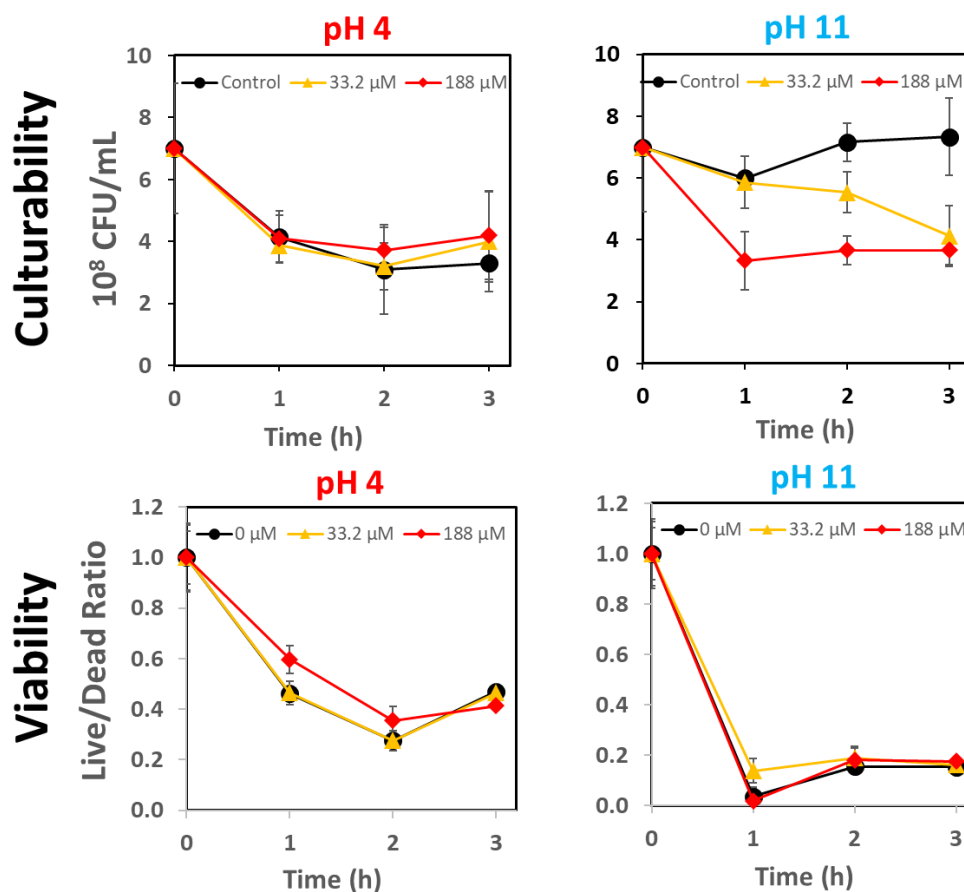 pH 4
pH 11
Culturability
10⁸ CFU/mL
10
8
6
4
2
0
Control 33.2 µM 188 µM
0 1 2 3
Time (h)
10
8
6
4
2
0
Control 33.2 µM 188 µM
0 1 2 3
Time (h)
pH 4
pH 11
Viability
Live/Dead Ratio
1.2
1.0
0.8
0.6
0.4
0.2
0.0
0 µM 33.2 µM 188 µM
0 1 2 3
Time (h)
1.2
1.0
0.8
0.6
0.4
0.2
0.0
0 µM 33.2 µM 188 µM
0 1 2 3
Time (h)